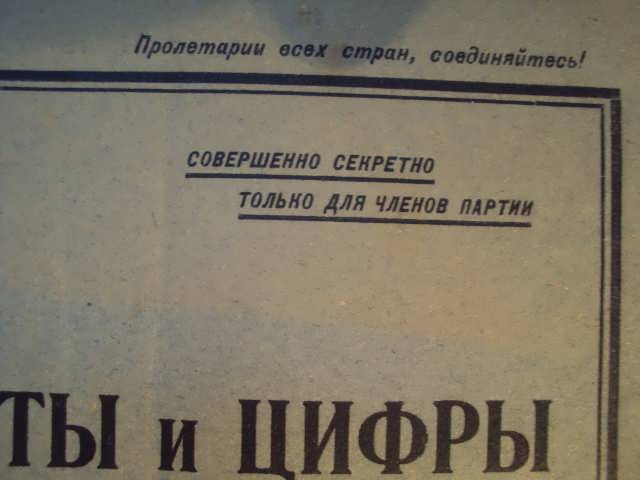 Пролетарии всех стран, соединяйтесь!
СОВЕРШЕННО СЕКРЕТНО
ТОЛЬКО ДЛЯ ЧЛЕНОВ ПАРТИИ
ТЫ и ЦИФРЫ